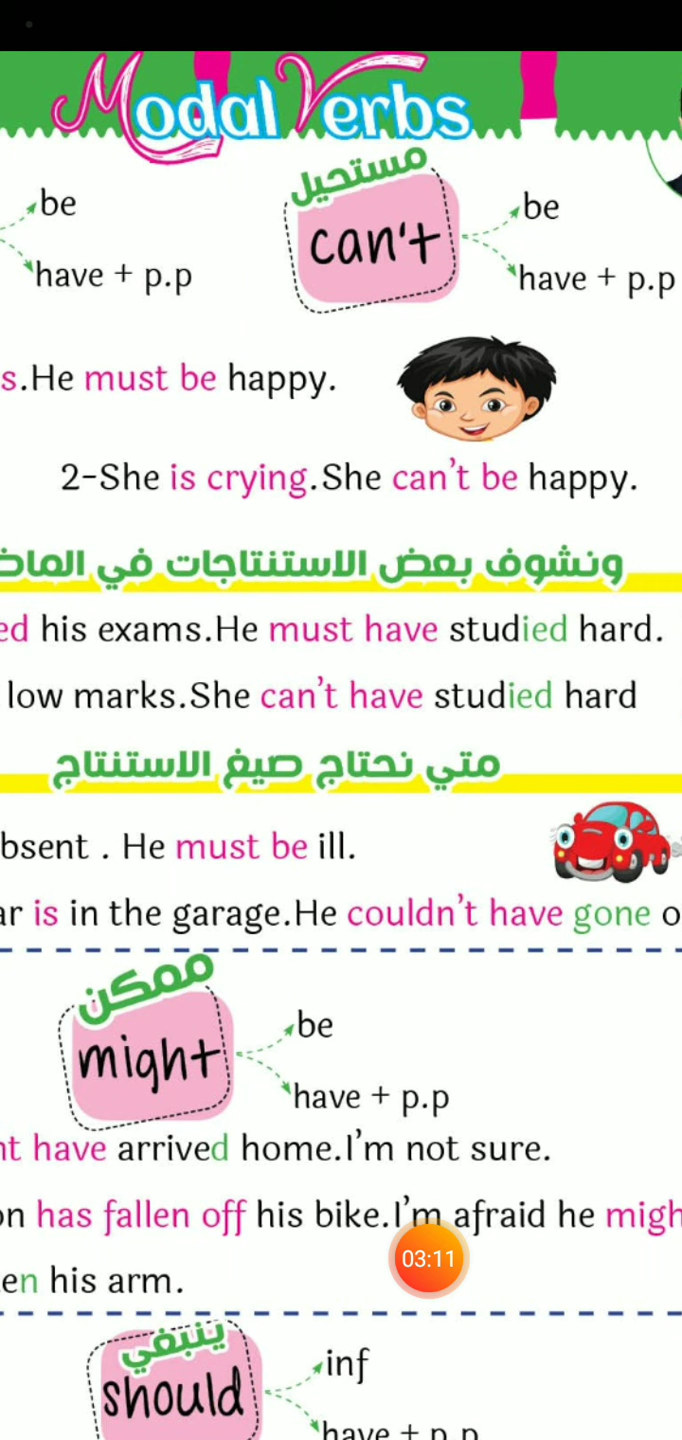 Modal Verbs
be
have + p.p
مستحيل
can't
be
have + p.p
s.He must be happy.
2-She is crying.She can't be happy.
ونشوف بعض الاستنتاجات في الماض
ed his exams.He must have studied hard.
low marks.She can't have studied hard
متي نحتاج صيغ الاستنتاج
bsent . He must be ill.
ar is in the garage.He couldn't have gone o
ممكن
might
be
have + p.p
nt have arrived home.I'm not sure.
on has fallen off his bike.I'm afraid he migh
03:11
en his arm.
ينبغي
should
inf
have + p.p